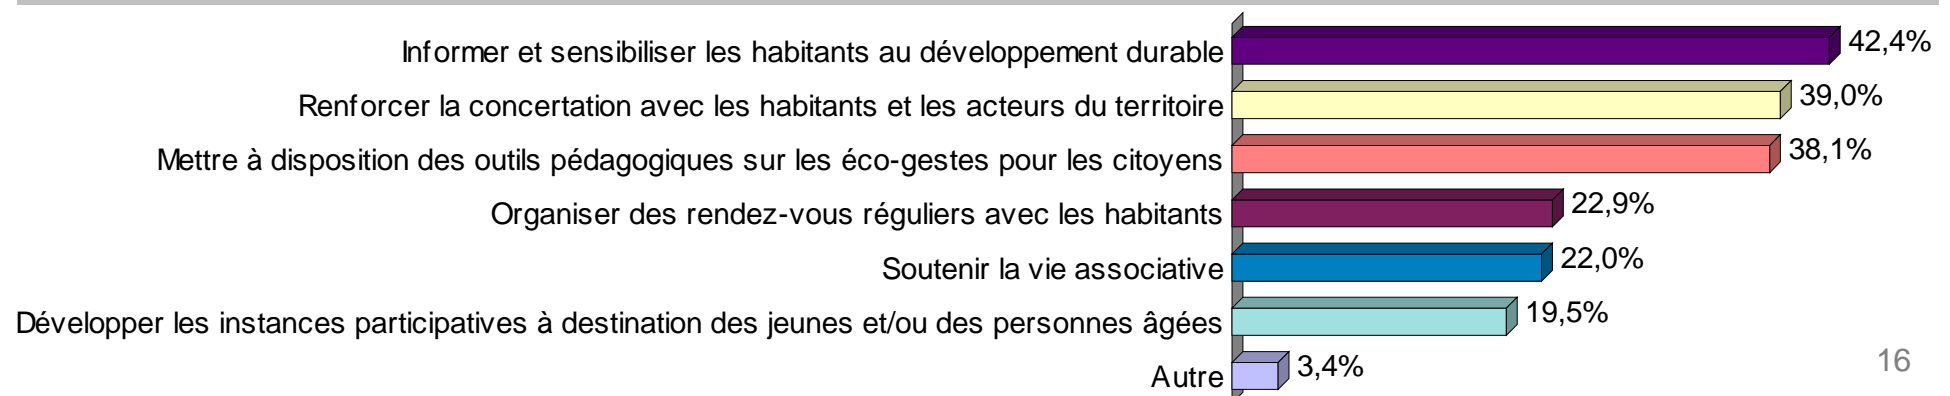 Informer et sensibiliser les habitants au développement durable 42,4%
Renforcer la concertation avec les habitants et les acteurs du territoire 39,0%
Mettre à disposition des outils pédagogiques sur les éco-gestes pour les citoyens 38,1%
Organiser des rendez-vous réguliers avec les habitants 22,9%
Soutenir la vie associative 22,0%
Développer les instances participatives à destination des jeunes et/ou des personnes âgées 19,5%
Autre 3,4%
16